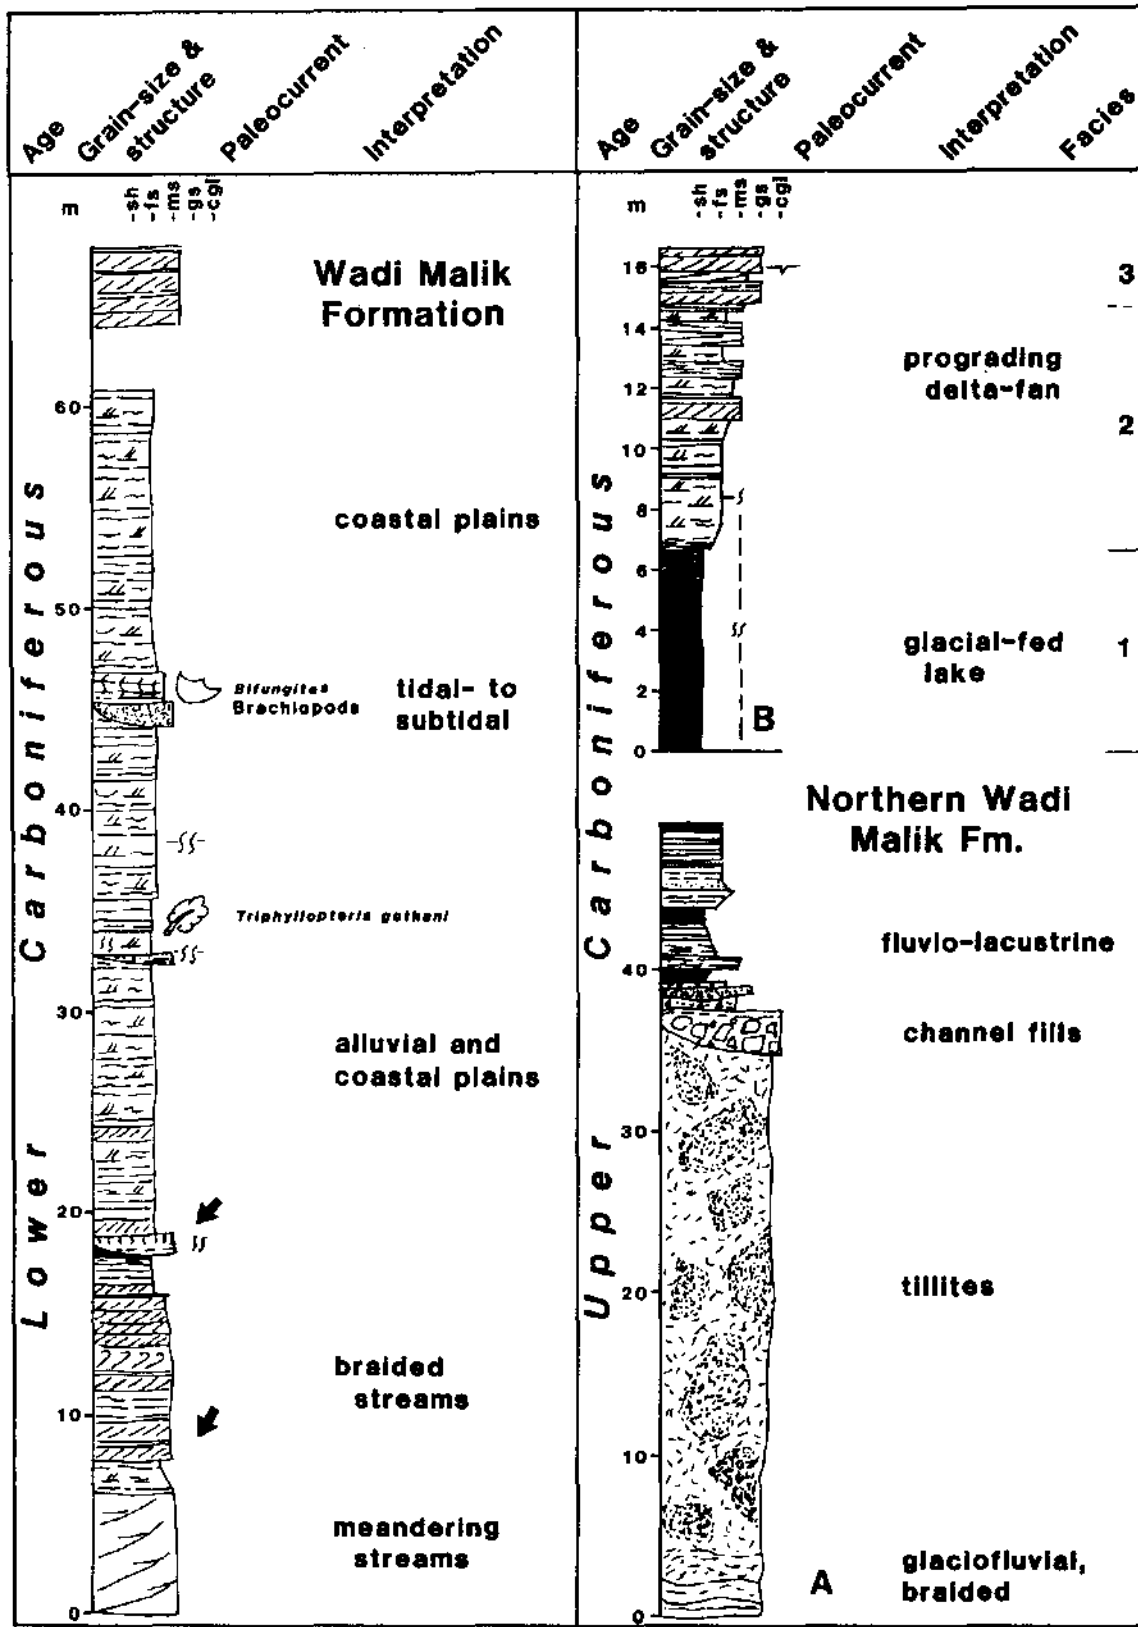 Age
Grain-size &
structure
Paleocurrent
Interpretation
m
-sh
-fs
-ms
-gs
-cgl
Wadi Malik
Formation
60
coastal plains
50
Bifungites
Brachiopods
tidal- to
subtidal
40
Triphyllopteris gothani
30
alluvial and
coastal plains
20
braided
streams
10
meandering
streams
0
Lower Carboniferous
Age
Grain-size &
structure
Paleocurrent
Interpretation
Facies
m
-sh
-fs
-ms
-gs
-cgl
16
3
14
prograding
delta-fan
12
2
10
8
6
4
glacial-fed
lake
1
2
B
0
Northern Wadi
Malik Fm.
fluvio-lacustrine
40
channel fills
30
tillites
20
10
A
glaciofluvial,
braided
0
Upper Carboniferous